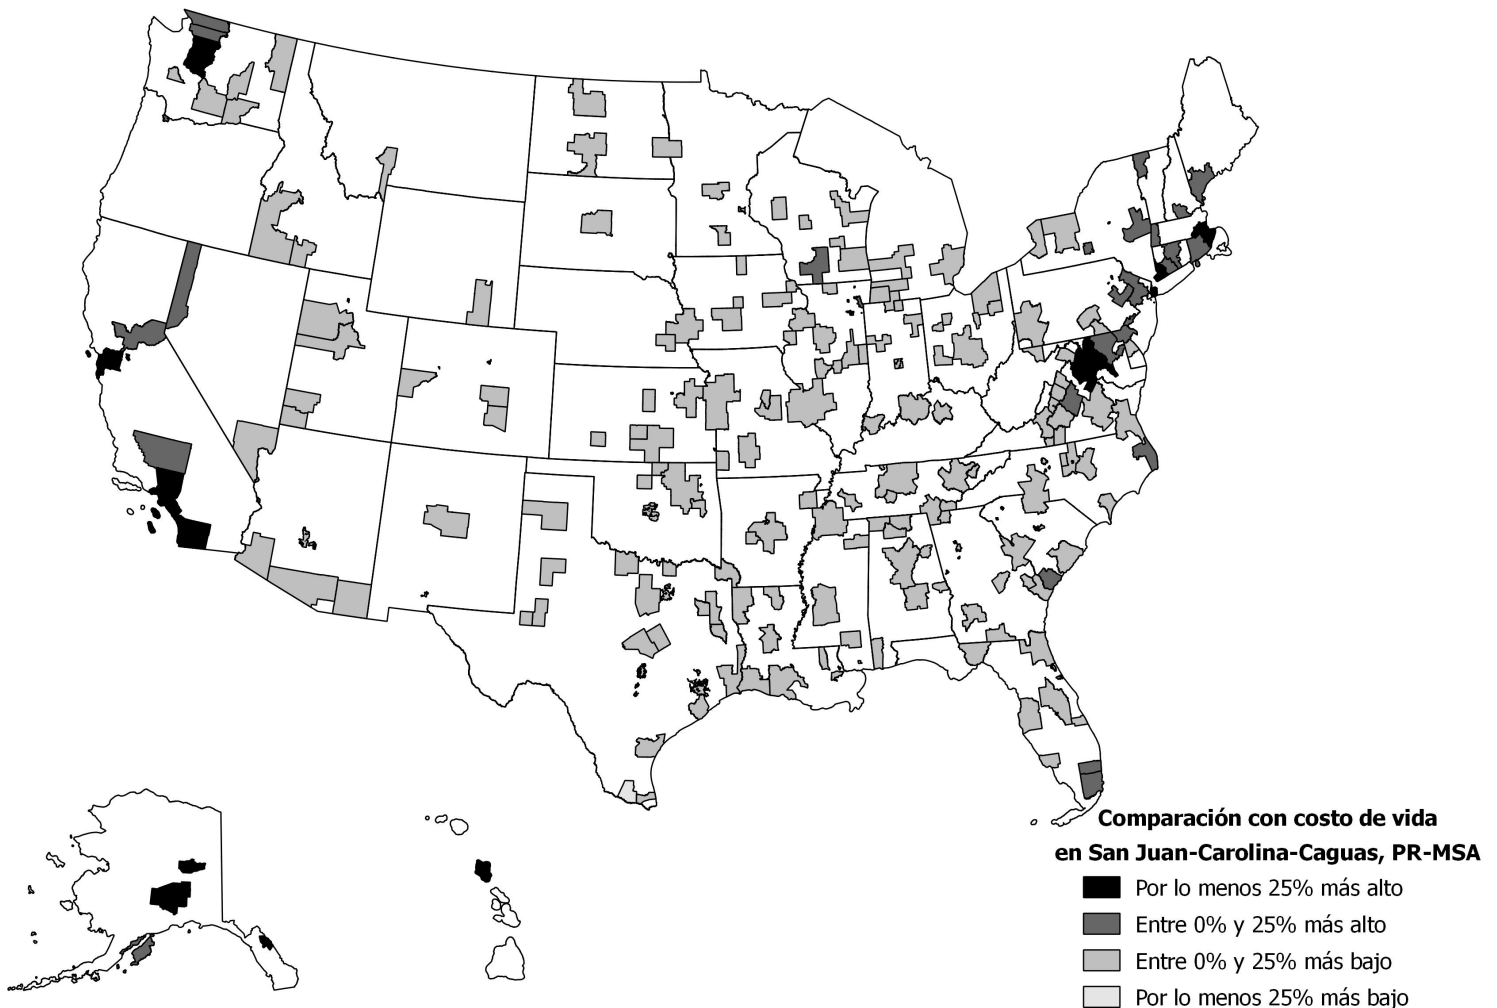 Comparación con costo de vida
en San Juan-Carolina-Caguas, PR-MSA
Por lo menos 25% más alto
Entre 0% y 25% más alto
Entre 0% y 25% más bajo
Por lo menos 25% más bajo